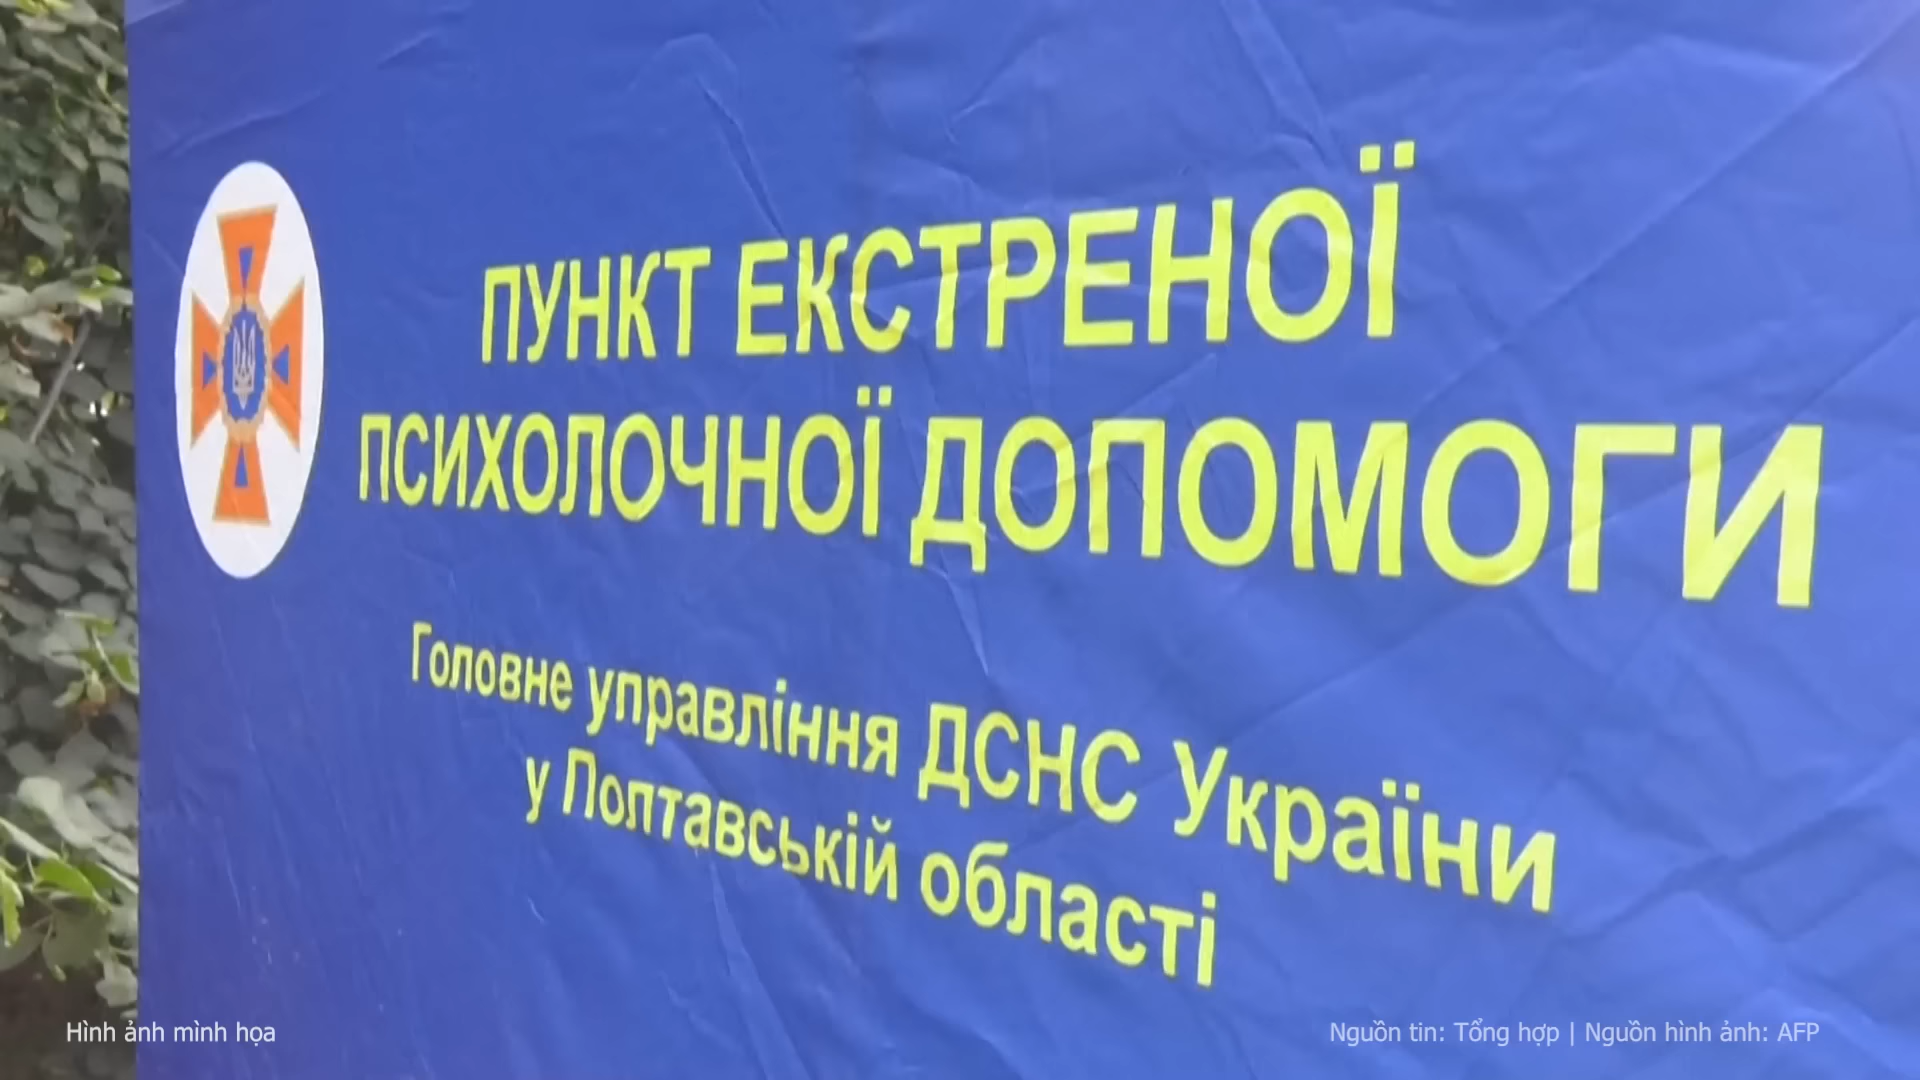 ПУНКТ ЕКСТРЕНОЇ
ПСИХОЛОЧНОЇ ДОПОМОГИ
Головне управління ДСНС України
у Полтавській області
Hình ảnh mình họa
Nguồn tin: Tổng hợp | Nguồn hình ảnh: AFP